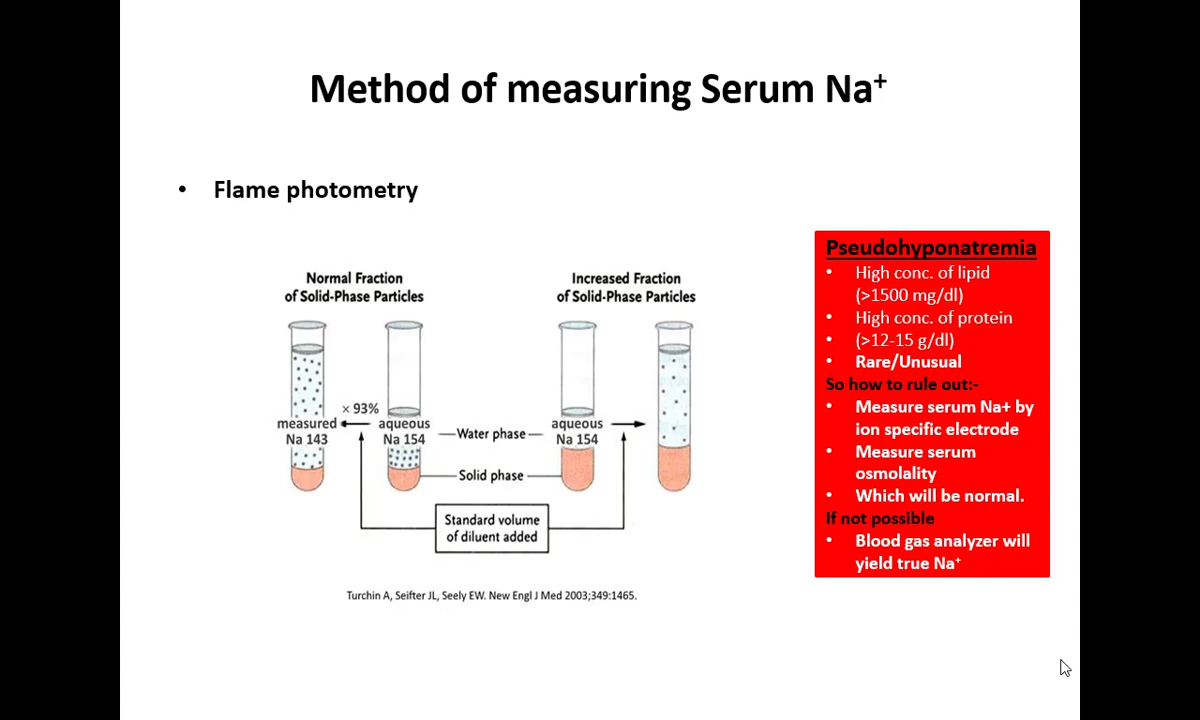 Method of measuring Serum Na⁺
• Flame photometry
Normal Fraction
of Solid-Phase Particles
Increased Fraction
of Solid-Phase Particles
× 93%
measured
Na 143
aqueous
Na 154
Water phase
aqueous
Na 154
Solid phase
Standard volume
of diluent added
Turchin A, Seifter JL, Seely EW. New Engl J Med 2003;349:1465.
Pseudohyponatremia
• High conc. of lipid
(>1500 mg/dl)
• High conc. of protein
• (>12-15 g/dl)
• Rare/Unusual
So how to rule out:-
• Measure serum Na+ by
ion specific electrode
• Measure serum
osmolality
• Which will be normal.
If not possible
• Blood gas analyzer will
yield true Na⁺